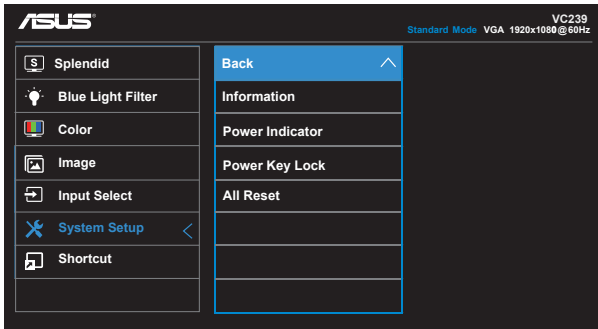 ASUS
VC239
Standard Mode VGA 1920x1080@60Hz
S Splendid
Blue Light Filter
Color
Image
Input Select
System Setup
Shortcut
Back
Information
Power Indicator
Power Key Lock
All Reset